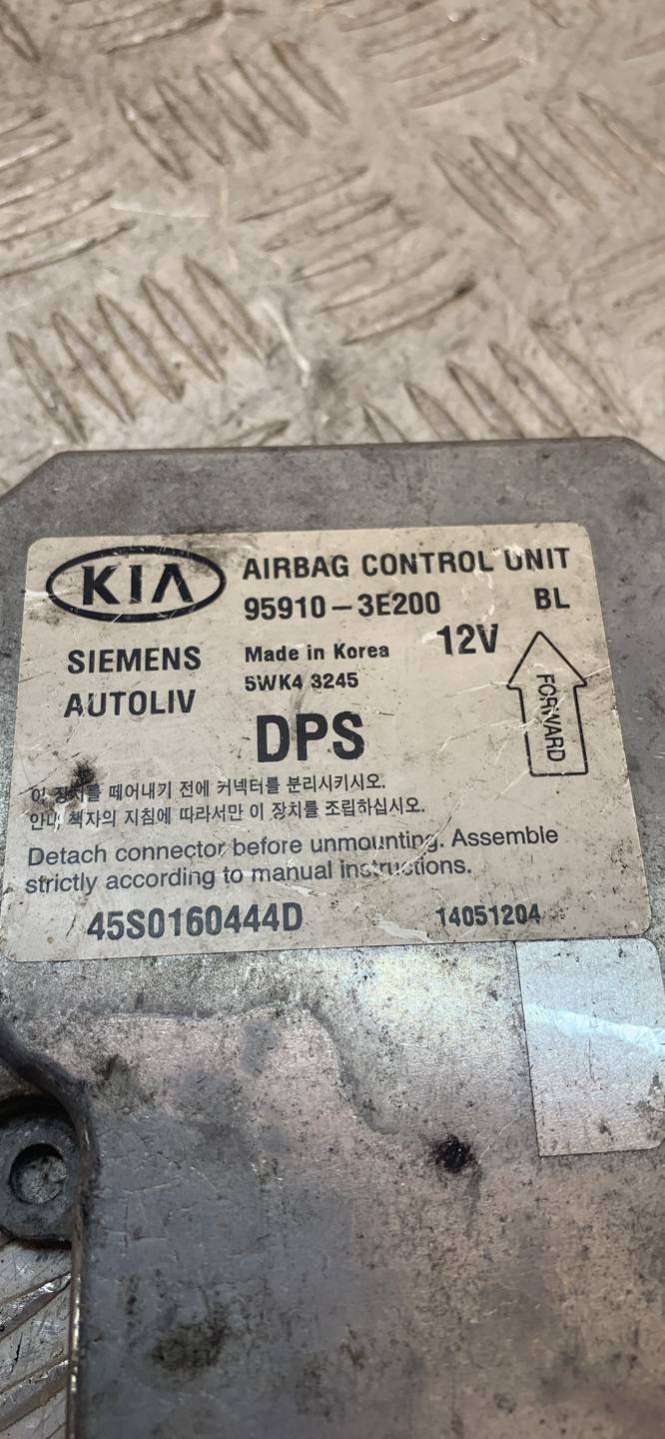 KIA AIRBAG CONTROL UNIT
95910-3E200 BL
SIEMENS Made in Korea 12V
AUTOLIV 5WK4 3245
DPS
FORWARD
이 장치를 떼어내기 전에 커넥터를 분리시키시오.
안내 책자의 지침에 따라서만 이 장치를 조립하십시오.
Detach connector before unmounting. Assemble
strictly according to manual instructions.
45S0160444D 14051204